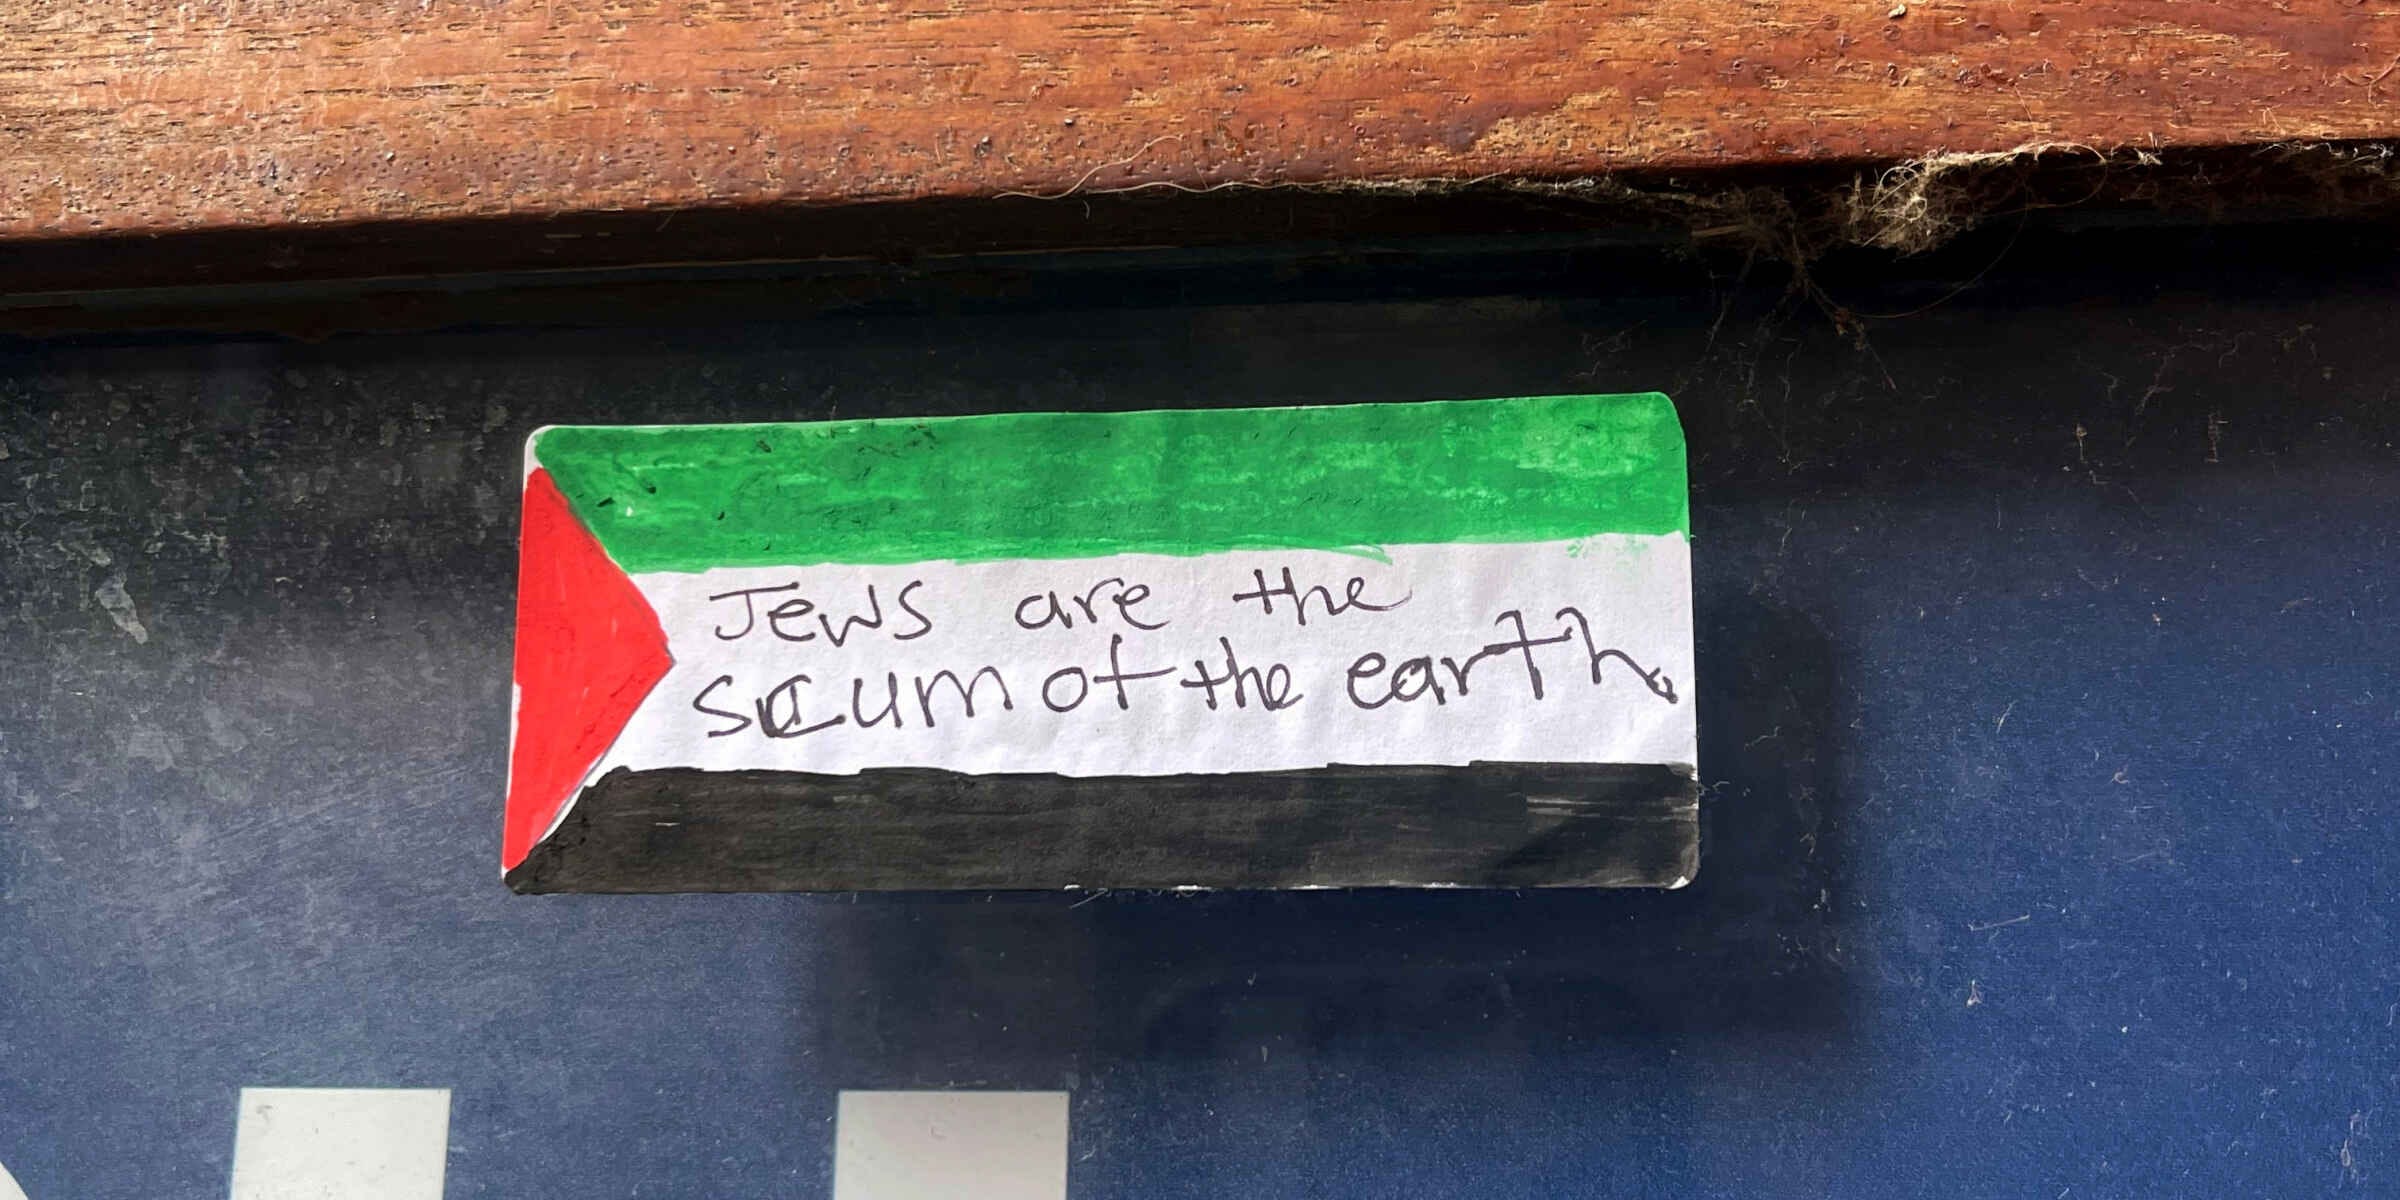 Jews are the
scum of the earth.